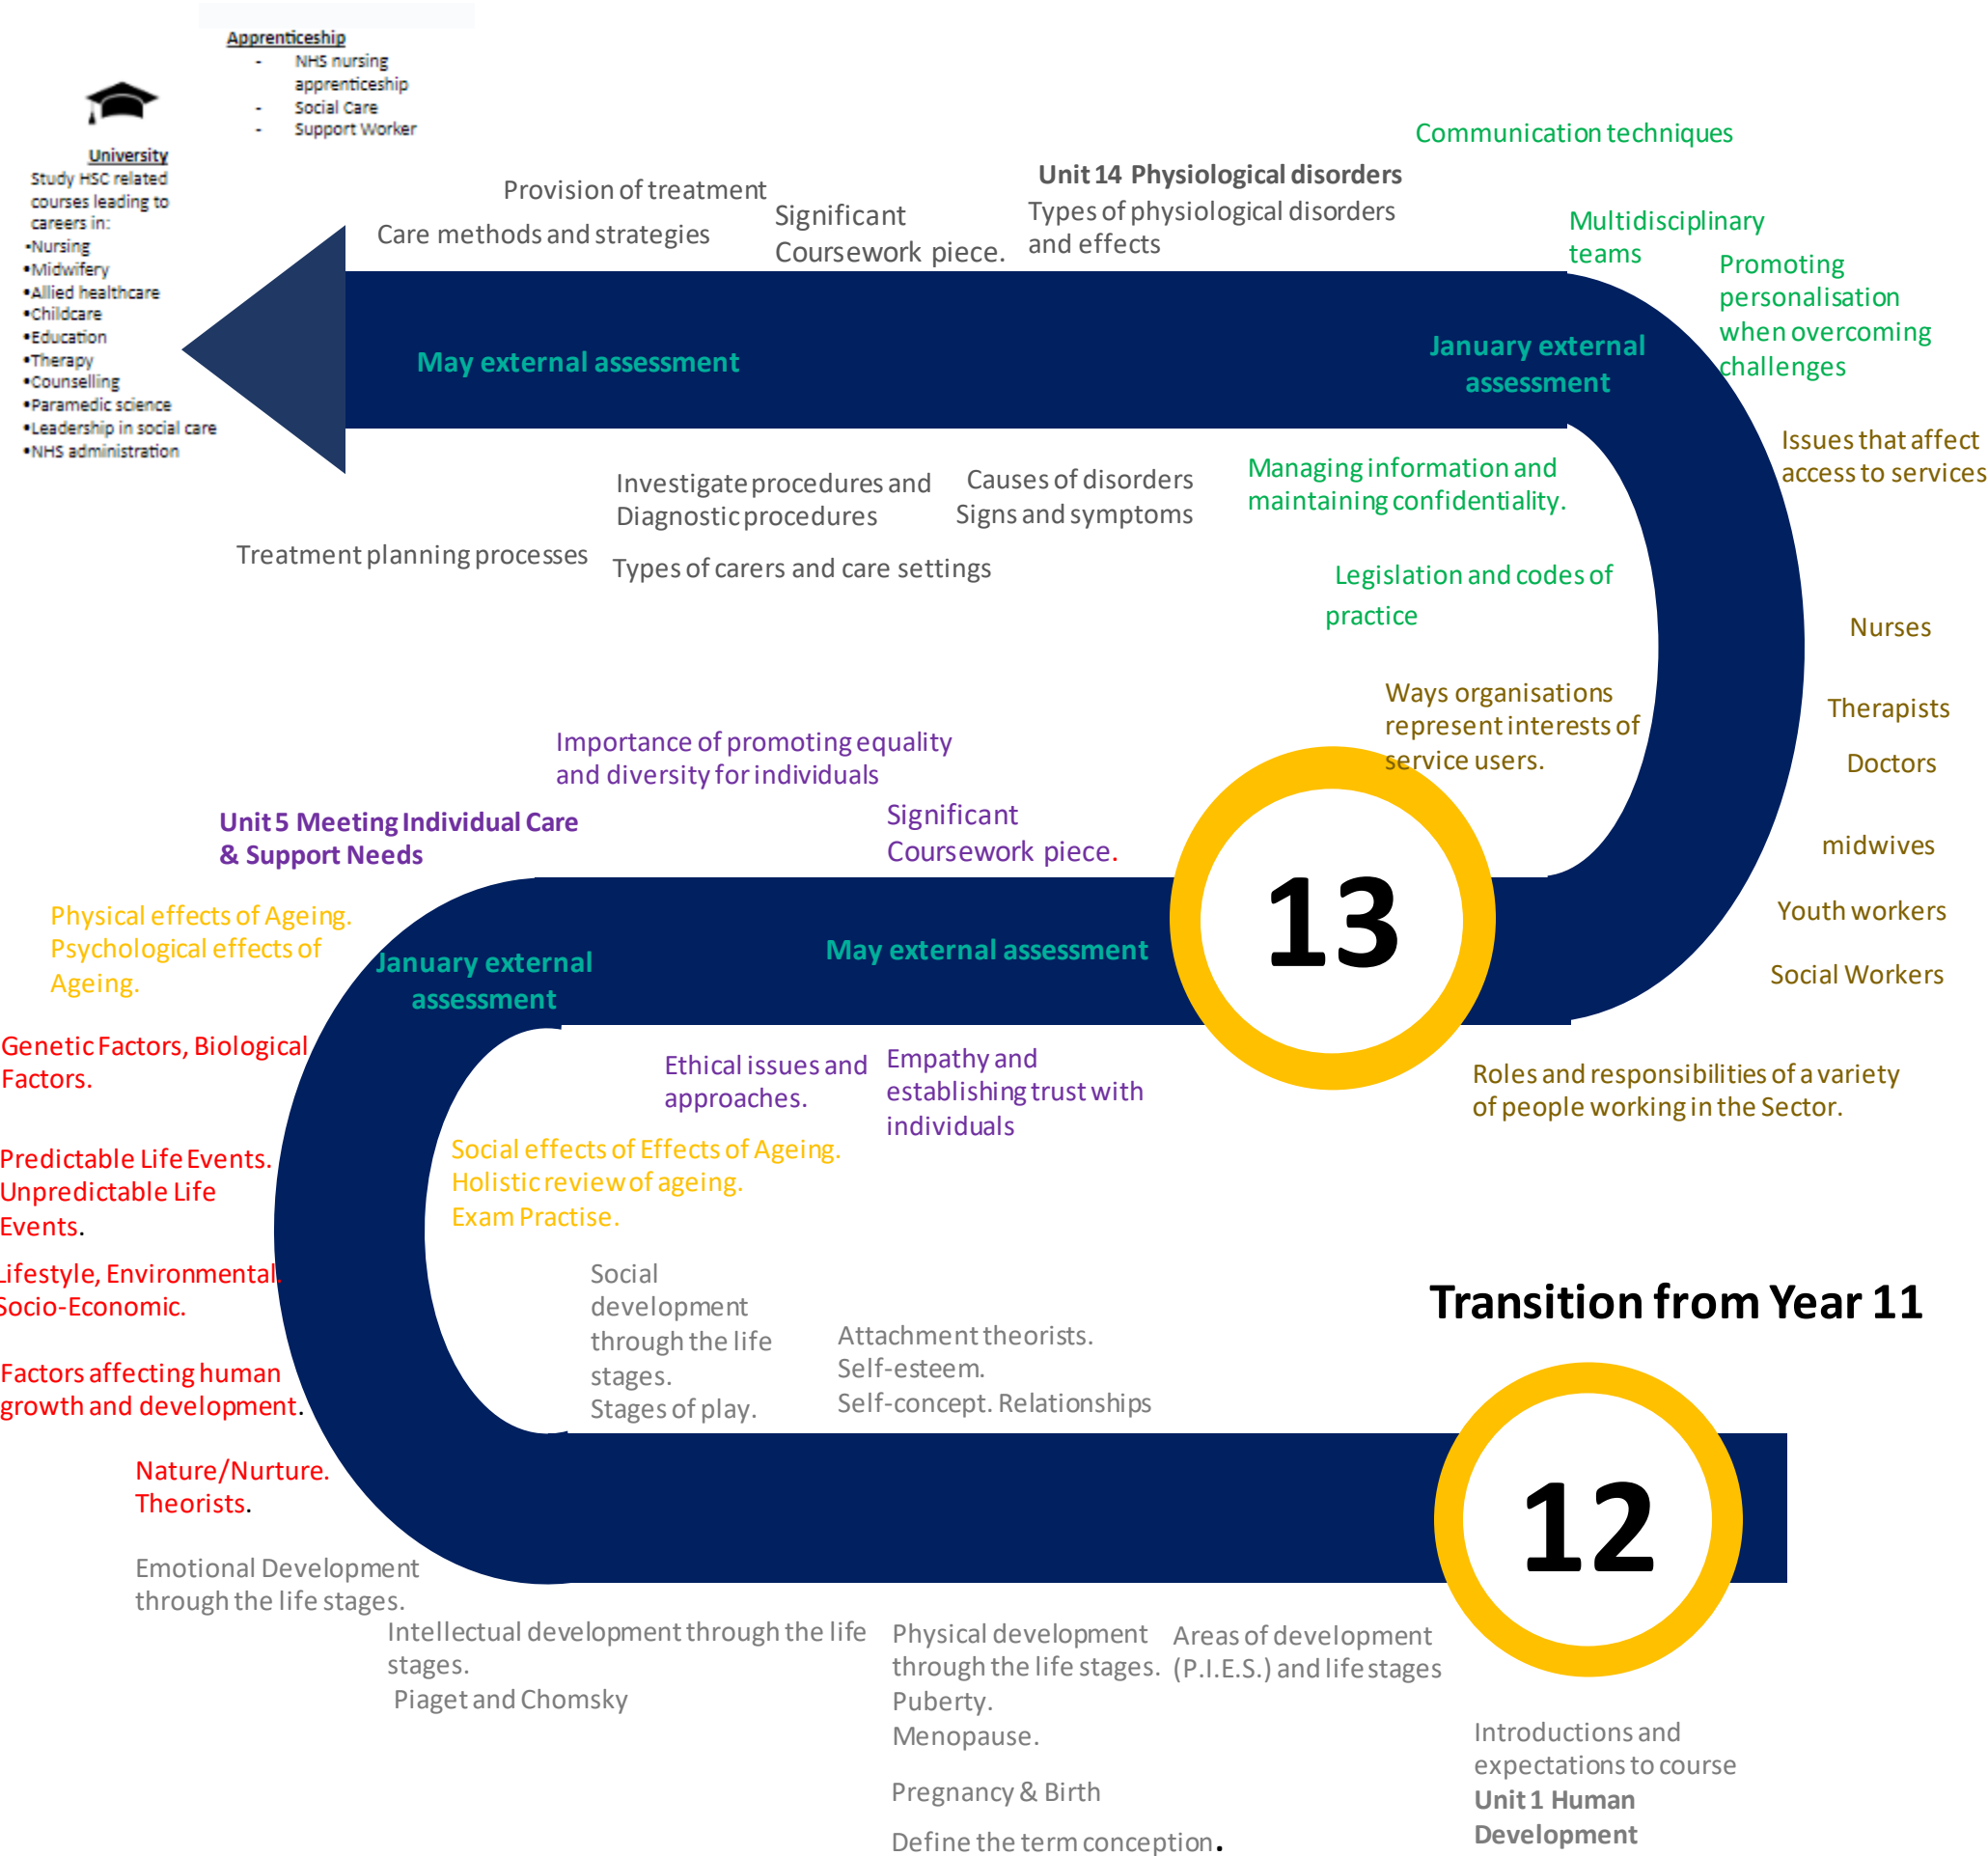 Apprenticeship
- NHS nursing
apprenticeship
- Social Care
- Support Worker
University
Study HSC related
courses leading to
careers in:
•Nursing
•Midwifery
•Allied healthcare
•Childcare
•Education
•Therapy
•Counselling
•Paramedic science
•Leadership in social care
•NHS administration
Provision of treatment
Care methods and strategies
Significant
Coursework piece.
Unit 14 Physiological disorders
Types of physiological disorders
and effects
Communication techniques
Multidisciplinary
teams
Promoting
personalisation
when overcoming
challenges
May external assessment
January external
assessment
Issues that affect
access to services
Investigate procedures and
Diagnostic procedures
Causes of disorders
Signs and symptoms
Managing information and
maintaining confidentiality.
Treatment planning processes
Types of carers and care settings
Legislation and codes of
practice
Nurses
Therapists
Doctors
midwives
Youth workers
Social Workers
Ways organisations
represent interests of
service users.
Importance of promoting equality
and diversity for individuals
Unit 5 Meeting Individual Care
& Support Needs
Significant
Coursework piece.
13
Physical effects of Ageing.
Psychological effects of
Ageing.
January external
assessment
May external assessment
Genetic Factors, Biological
Factors.
Ethical issues and
approaches.
Empathy and
establishing trust with
individuals
Roles and responsibilities of a variety
of people working in the Sector.
Predictable Life Events.
Unpredictable Life
Events.
Social effects of Effects of Ageing.
Holistic review of ageing.
Exam Practise.
Lifestyle, Environmental.
Socio-Economic.
Social
development
through the life
stages.
Stages of play.
Attachment theorists.
Self-esteem.
Self-concept. Relationships
Transition from Year 11
Factors affecting human
growth and development.
Nature/Nurture.
Theorists.
12
Emotional Development
through the life stages.
Intellectual development through the life
stages.
Piaget and Chomsky
Physical development
through the life stages.
Puberty.
Menopause.
Pregnancy & Birth
Define the term conception.
Areas of development
(P.I.E.S.) and life stages
Introductions and
expectations to course
Unit 1 Human
Development